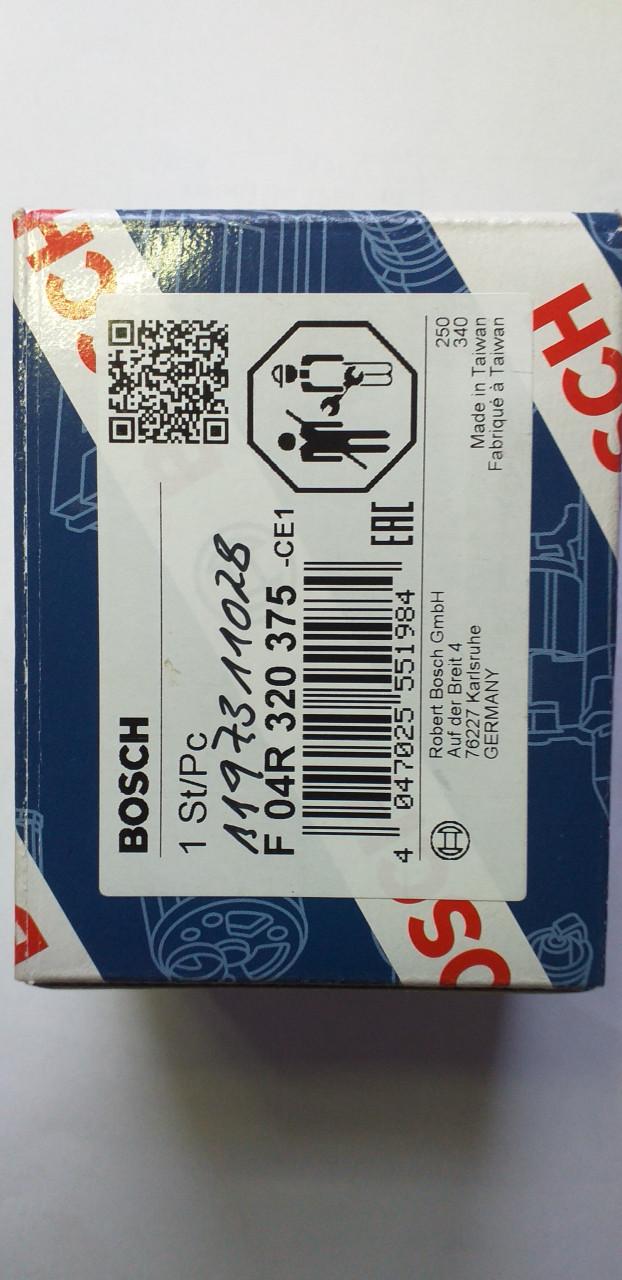 BOSCH
1 St/Pc
1197311028
F 04R 320 375 -CE1
4 047025 551984
EAC
Robert Bosch GmbH
Auf der Breit 4
76227 Karlsruhe
GERMANY
250
340
Made in Taiwan
Fabriqué à Taiwan